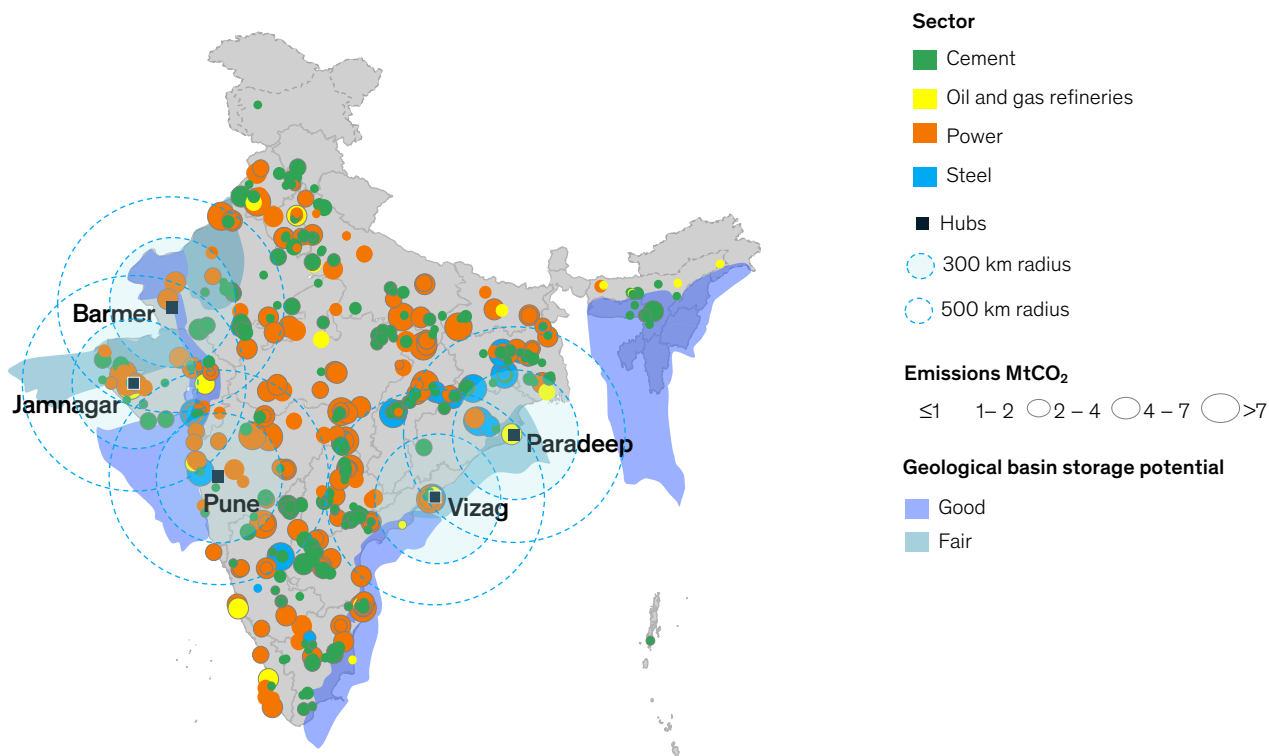 Barmer
Jamnagar
Pune
Paradeep
Vizag
Sector
Cement
Oil and gas refineries
Power
Steel
Hubs
300 km radius
500 km radius
Emissions MtCO₂
≤1 1– 2 2 – 4 4 – 7 >7
Geological basin storage potential
Good
Fair